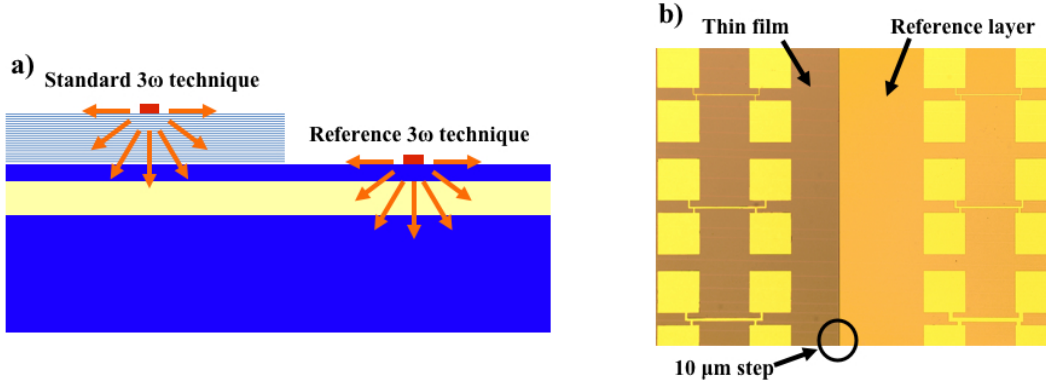 a)
Standard 3ω technique
Reference 3ω technique
b)
Thin film
Reference layer
10 µm step